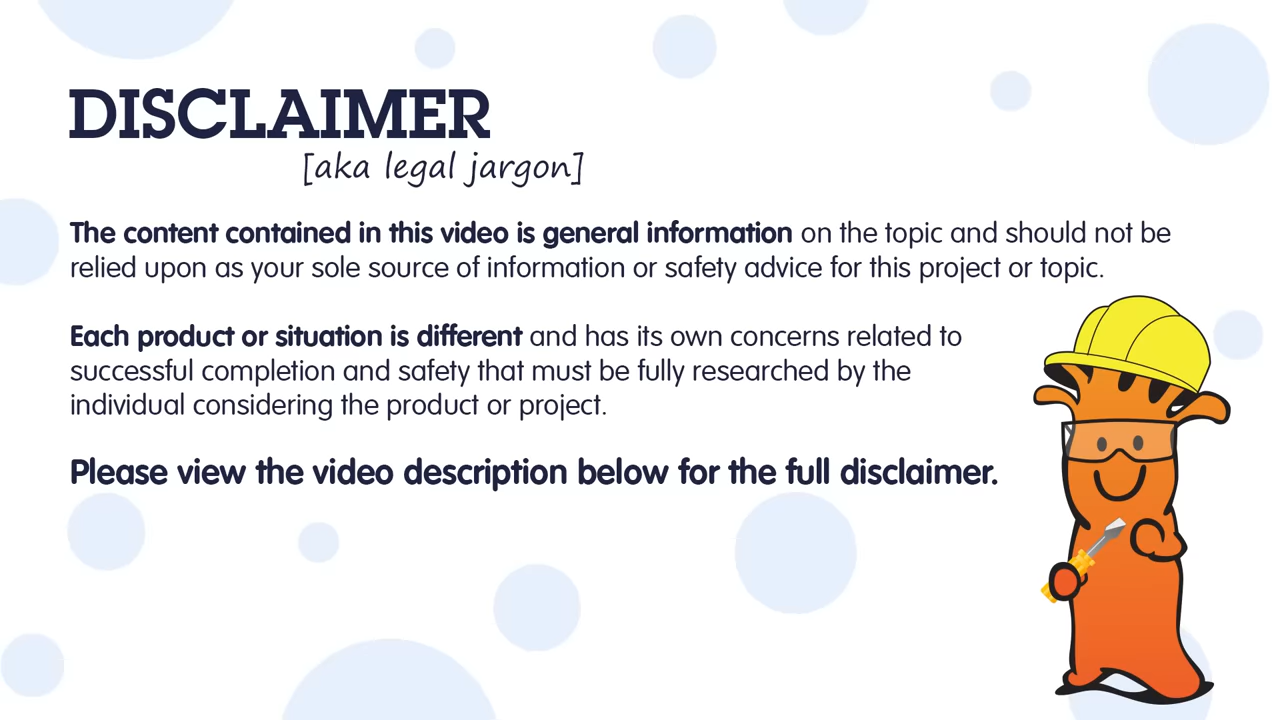 DISCLAIMER
[aka legal jargon]
The content contained in this video is general information on the topic and should not be
relied upon as your sole source of information or safety advice for this project or topic.
Each product or situation is different and has its own concerns related to
successful completion and safety that must be fully researched by the
individual considering the product or project.
Please view the video description below for the full disclaimer.